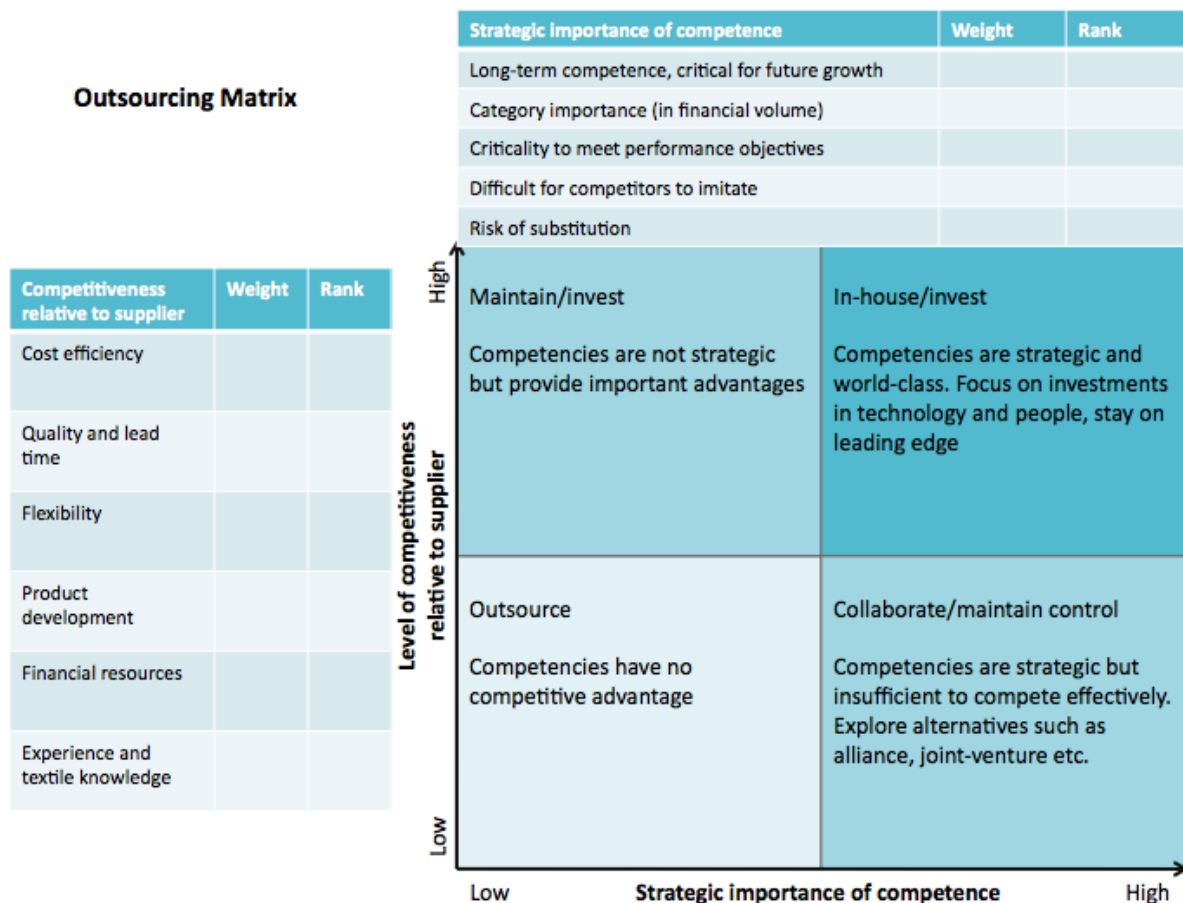 Outsourcing Matrix
Strategic importance of competence Weight Rank
Long-term competence, critical for future growth
Category importance (in financial volume)
Criticality to meet performance objectives
Difficult for competitors to imitate
Risk of substitution
Competitiveness
relative to supplier Weight Rank
Cost efficiency
Quality and lead
time
Flexibility
Product
development
Financial resources
Experience and
textile knowledge
Level of competitiveness
relative to supplier
High
Low
Maintain/invest
Competencies are not strategic
but provide important advantages
In-house/invest
Competencies are strategic and
world-class. Focus on investments
in technology and people, stay on
leading edge
Outsource
Competencies have no
competitive advantage
Collaborate/maintain control
Competencies are strategic but
insufficient to compete effectively.
Explore alternatives such as
alliance, joint-venture etc.
Low Strategic importance of competence High